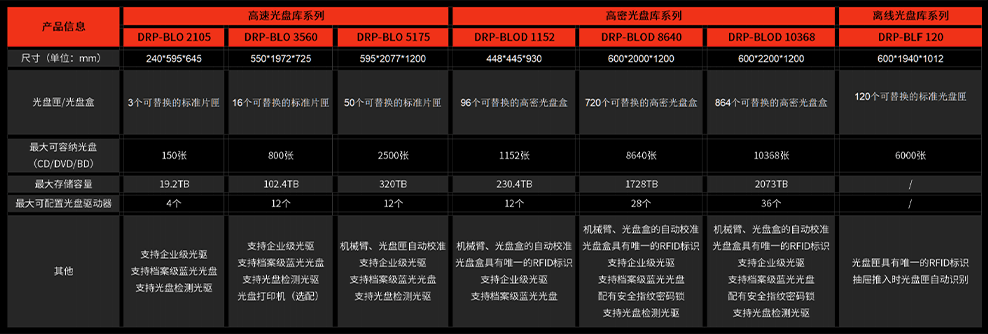 产品信息 高速光盘库系列 高密光盘库系列 离线光盘库系列
DRP-BLO 2105 DRP-BLO 3560 DRP-BLO 5175 DRP-BLOD 1152 DRP-BLOD 8640 DRP-BLOD 10368 DRP-BLF 120
尺寸（单位：mm） 240*595*645 550*1972*725 595*2077*1200 448*445*930 600*2000*1200 600*2200*1200 600*1940*1012
光盘匣/光盘盒 3个可替换的标准片匣 16个可替换的标准片匣 50个可替换的标准片匣 96个可替换的高密光盘盒 720个可替换的高密光盘盒 864个可替换的高密光盘盒 120个可替换的标准光盘匣
最大可容纳光盘
（CD/DVD/BD） 150张 800张 2500张 1152张 8640张 10368张 6000张
最大存储容量 19.2TB 102.4TB 320TB 230.4TB 1728TB 2073TB /
最大可配置光盘驱动器 4个 12个 12个 12个 28个 36个 /
其他
支持企业级光驱
支持档案级蓝光光盘
支持光盘检测光驱
支持企业级光驱
支持档案级蓝光光盘
支持光盘检测光驱
光盘打印机（选配）
机械臂、光盘匣自动校准
支持企业级光驱
支持档案级蓝光光盘
支持光盘检测光驱
机械臂、光盘盒的自动校准
光盘盒具有唯一的RFID标识
支持企业级光驱
支持档案级蓝光光盘
机械臂、光盘盒的自动校准
光盘盒具有唯一的RFID标识
支持企业级光驱
支持档案级蓝光光盘
配有安全指纹密码锁
支持光盘检测光驱
机械臂、光盘盒的自动校准
光盘盒具有唯一的RFID标识
支持企业级光驱
支持档案级蓝光光盘
配有安全指纹密码锁
支持光盘检测光驱
光盘匣具有唯一的RFID标识
抽屉推入时光盘匣自动识别